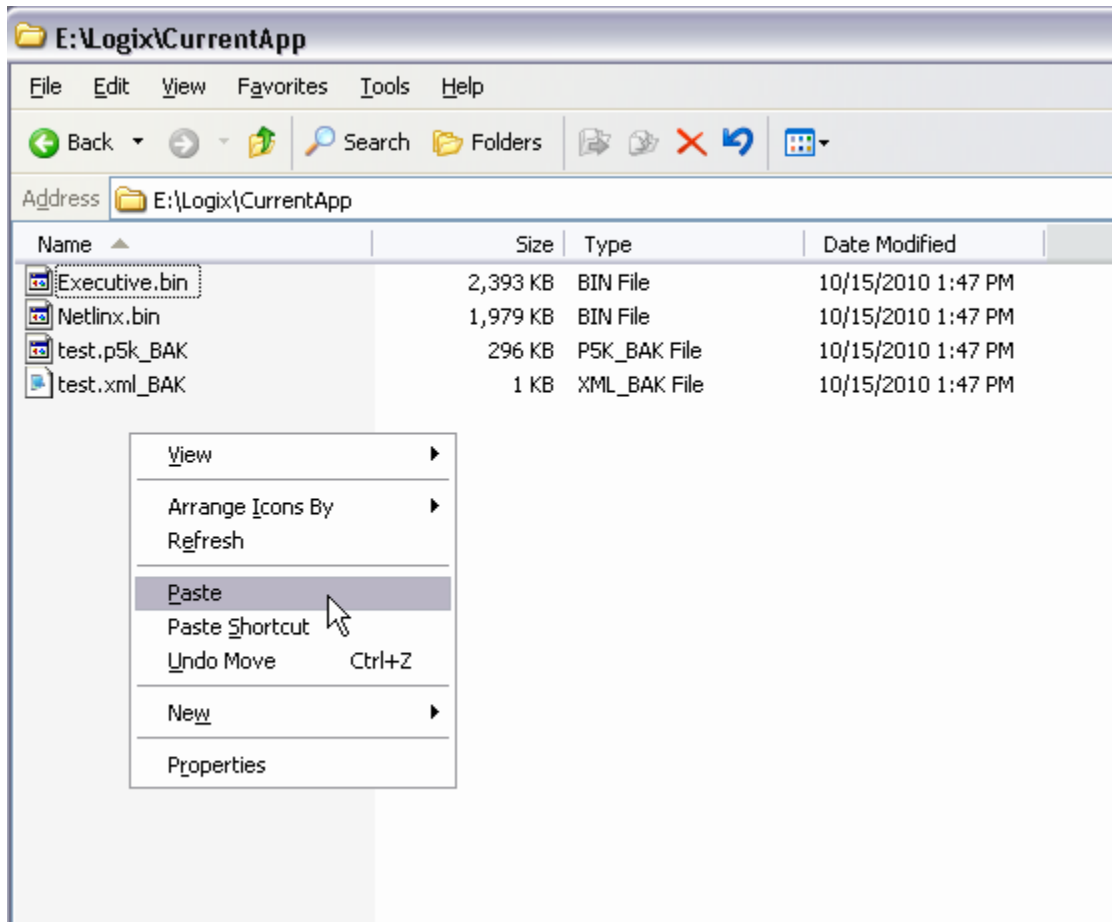 E:\Logix\CurrentApp
File Edit View Favorites Tools Help
Back Search Folders
Address E:\Logix\CurrentApp
Name Size Type Date Modified
Executive.bin 2,393 KB BIN File 10/15/2010 1:47 PM
Netlinx.bin 1,979 KB BIN File 10/15/2010 1:47 PM
test.p5k_BAK 296 KB P5K_BAK File 10/15/2010 1:47 PM
test.xml_BAK 1 KB XML_BAK File 10/15/2010 1:47 PM
View
Arrange Icons By
Refresh
Paste
Paste Shortcut
Undo Move Ctrl+Z
New
Properties